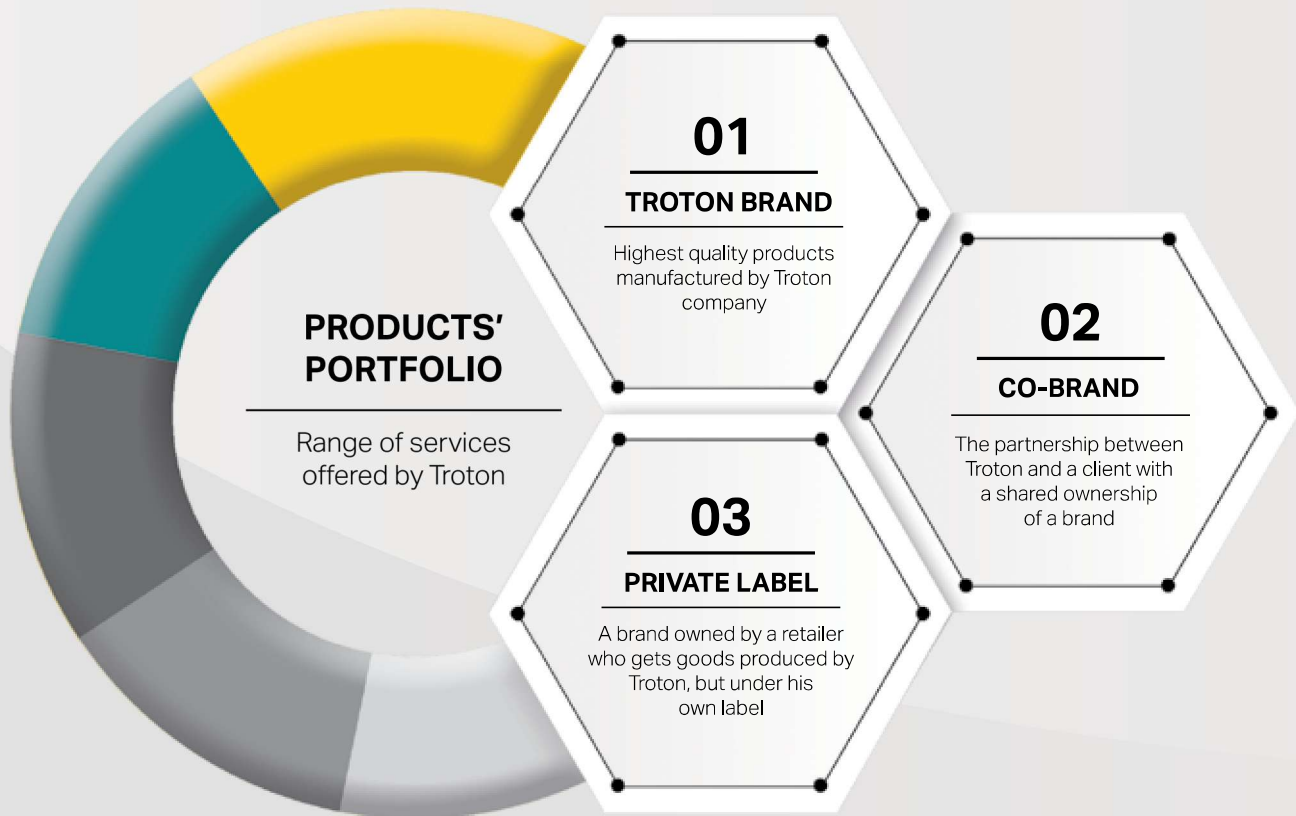 PRODUCTS'
PORTFOLIO
Range of services
offered by Troton
01
TROTON BRAND
Highest quality products
manufactured by Troton
company
02
CO-BRAND
The partnership between
Troton and a client with
a shared ownership
of a brand
03
PRIVATE LABEL
A brand owned by a retailer
who gets goods produced by
Troton, but under his
own label